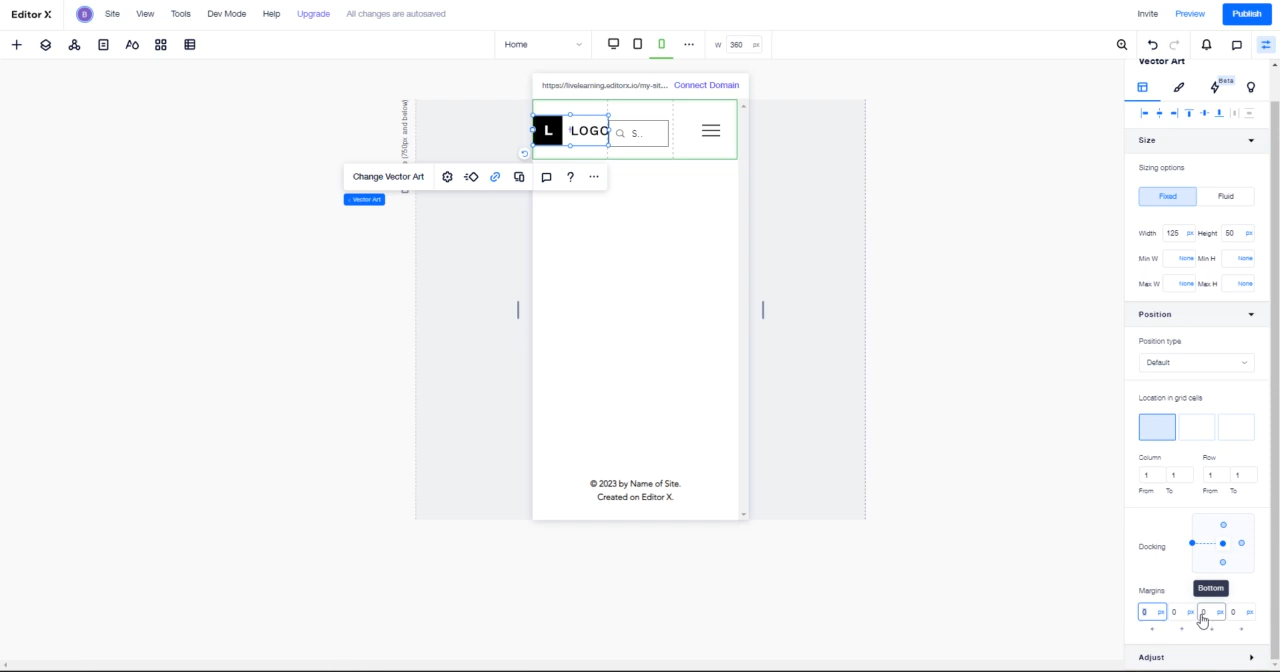 Editor X
B
Site
View
Tools
Dev Mode
Help
Upgrade
All changes are autosaved
Invite
Preview
Publish
Home
W
360
px
Vector Art
Beta
https://livelearning.editorx.io/my-sit...
Connect Domain
(750px and below)
L
LOGO
S..
Change Vector Art
?
‹ Vector Art
Size
Sizing options
Fixed
Fluid
Width
125
px
Height
50
px
Min W
None
Min H
None
Max W
None
Max H
None
Position
Position type
Default
Location in grid cells
Column
Row
1
1
1
1
From
To
From
To
Docking
Bottom
Margins
0
px
0
px
0
px
0
px
Adjust
© 2023 by Name of Site.
Created on Editor X.